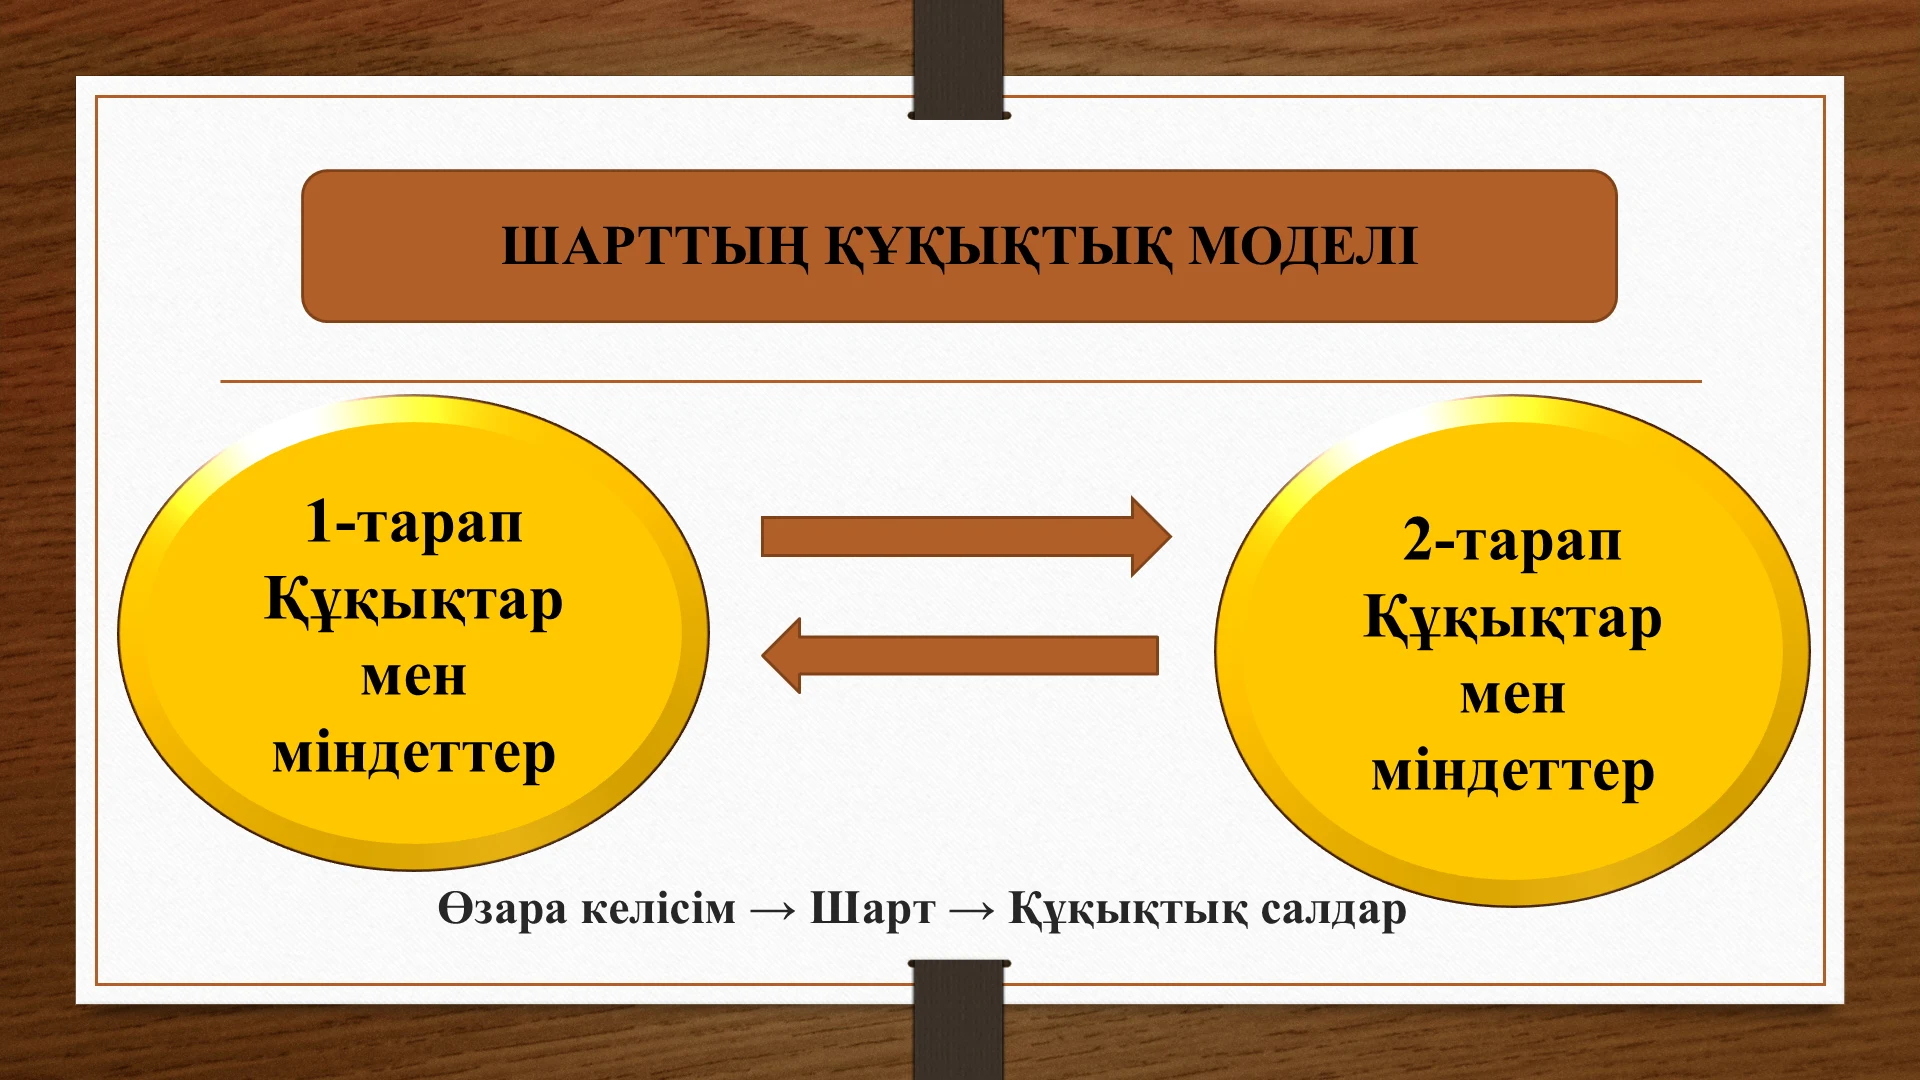 ШАРТТЫҢ ҚҰҚЫҚТЫҚ МОДЕЛІ
1-тарап
Құқықтар
мен
міндеттер
2-тарап
Құқықтар
мен
міндеттер
Өзара келісім → Шарт → Құқықтық салдар